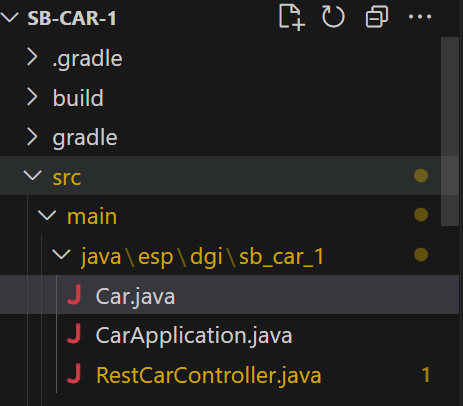 SB-CAR-1
.gradle
build
gradle
src
main
java\esp\dgi\sb_car_1
Car.java
CarApplication.java
RestCarController.java 1